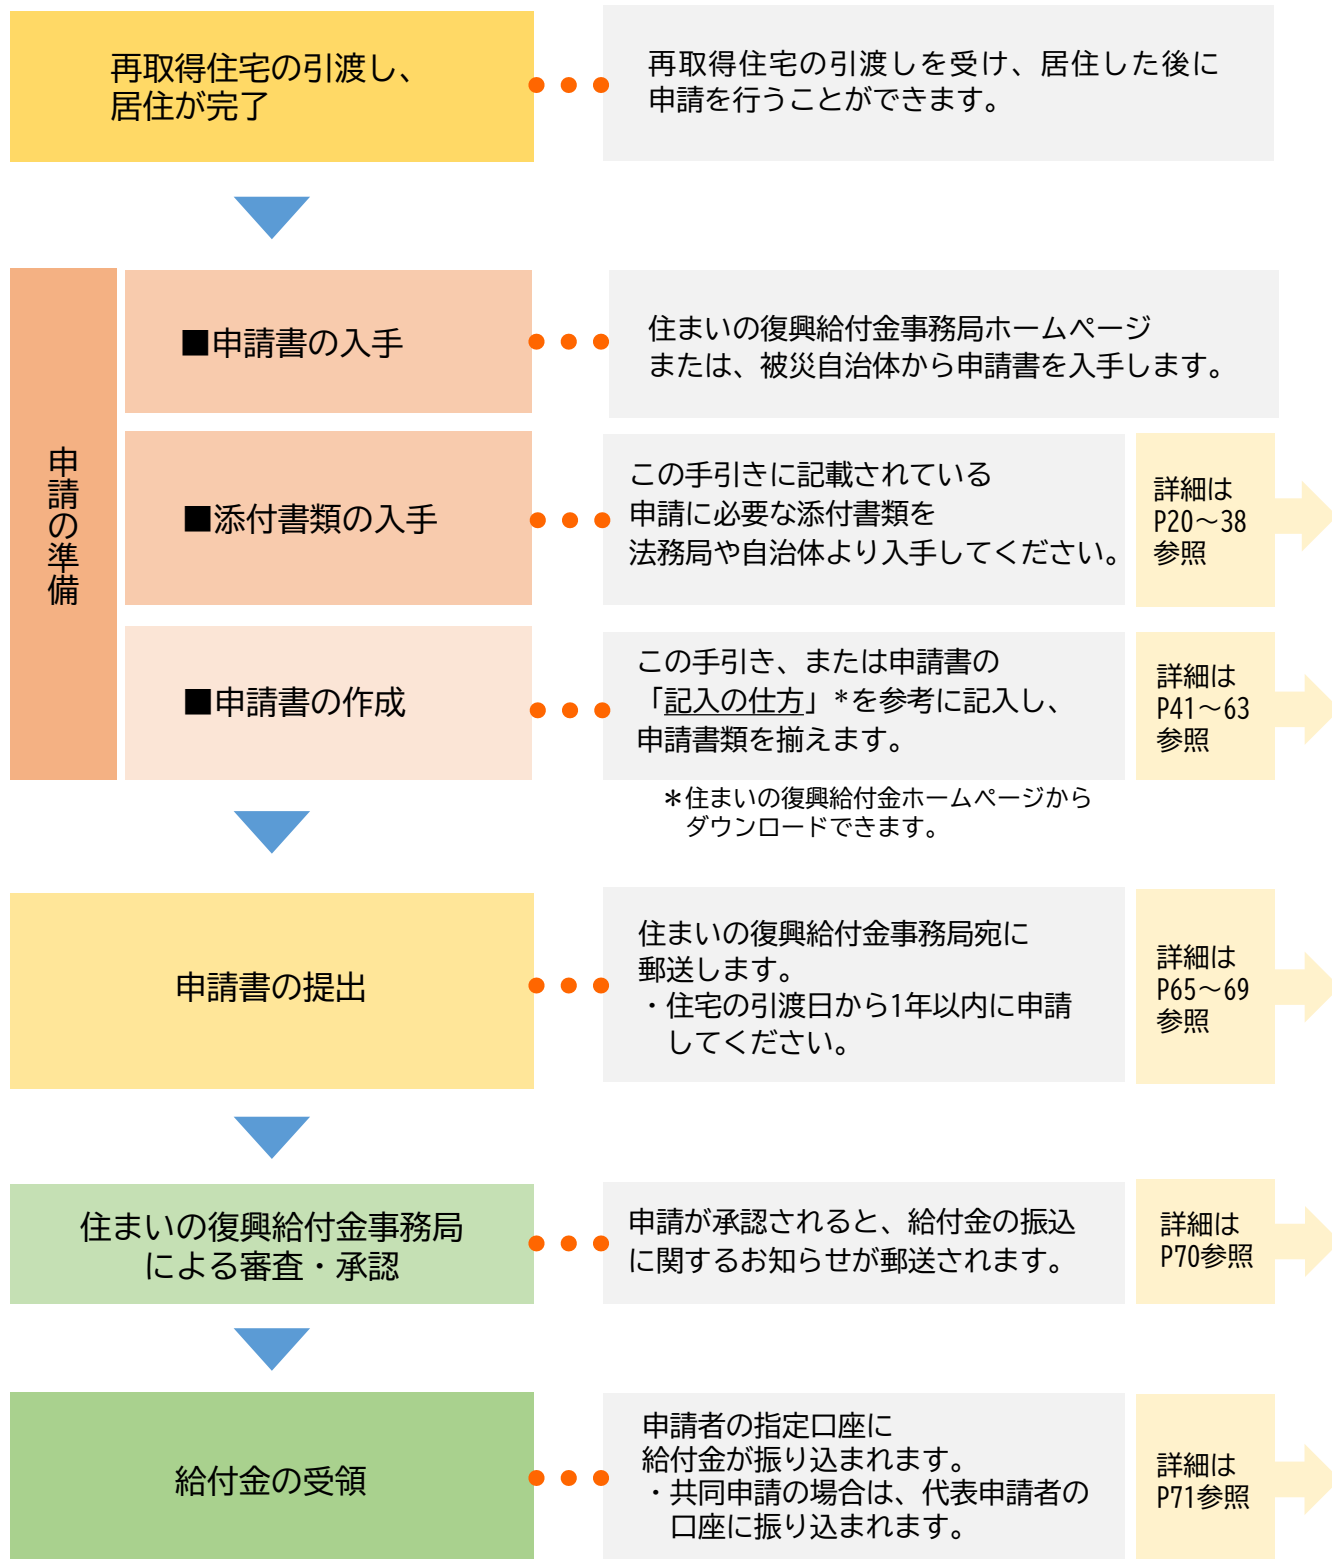 再取得住宅の引渡し、
居住が完了
再取得住宅の引渡しを受け、居住した後に
申請を行うことができます。
申請の準備
■申請書の入手
住まいの復興給付金事務局ホームページ
または、被災自治体から申請書を入手します。
■添付書類の入手
この手引きに記載されている
申請に必要な添付書類を
法務局や自治体より入手してください。
詳細は
P20～38
参照
■申請書の作成
この手引き、または申請書の
「記入の仕方」*を参考に記入し、
申請書類を揃えます。
詳細は
P41～63
参照
＊住まいの復興給付金ホームページから
ダウンロードできます。
申請書の提出
住まいの復興給付金事務局宛に
郵送します。
・住宅の引渡日から1年以内に申請
してください。
詳細は
P65～69
参照
住まいの復興給付金事務局
による審査・承認
申請が承認されると、給付金の振込
に関するお知らせが郵送されます。
詳細は
P70参照
給付金の受領
申請者の指定口座に
給付金が振り込まれます。
・共同申請の場合は、代表申請者の
口座に振り込まれます。
詳細は
P71参照